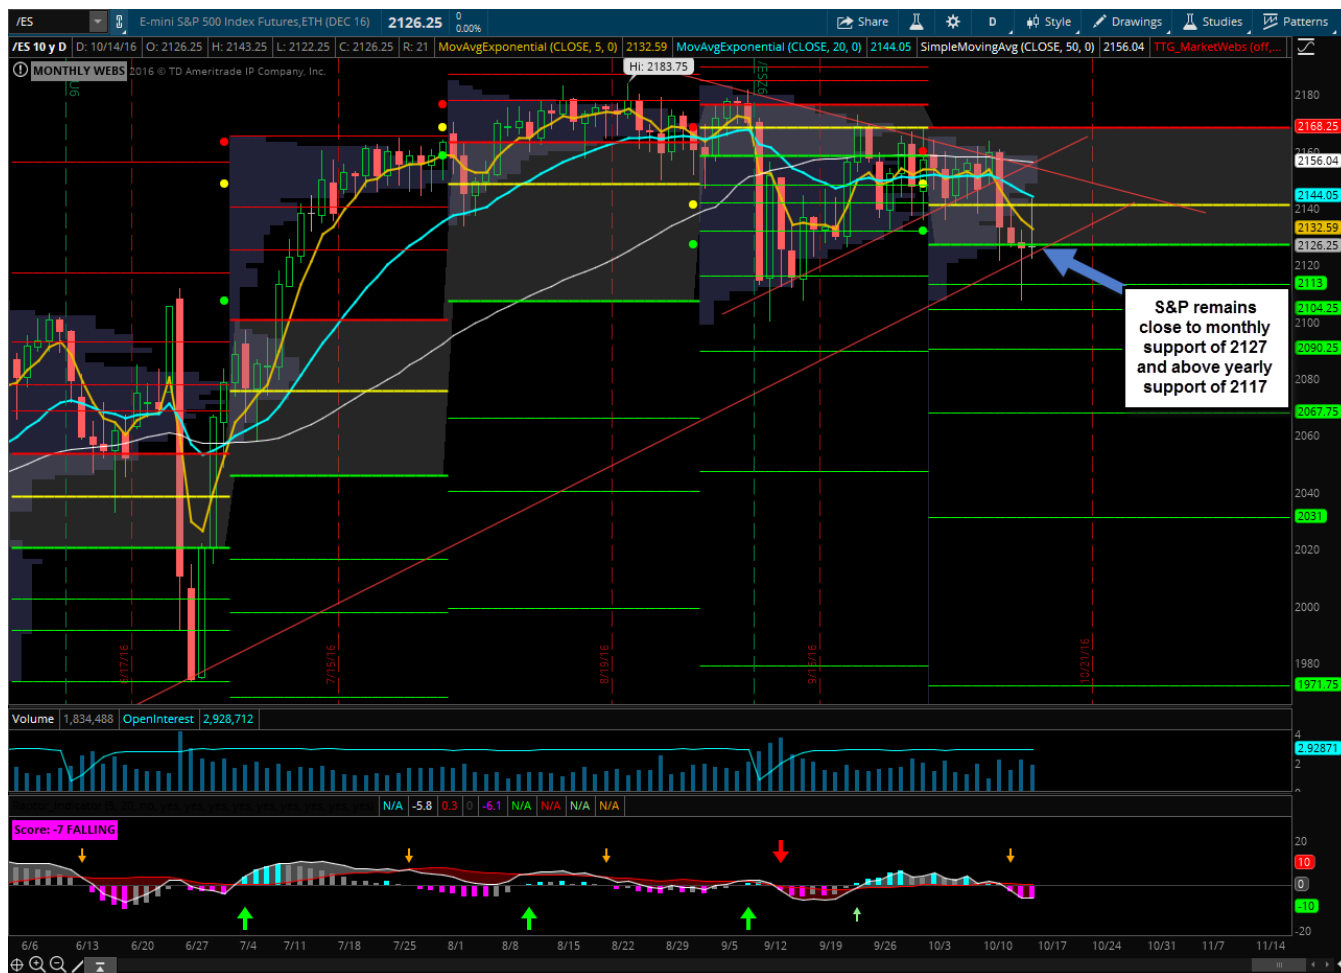 /ES E-mini S&P 500 Index Futures,ETH (DEC 16) 2126.25 0 0.00% Share D Style Drawings Studies Patterns
/ES 10 y D D: 10/14/16 O: 2126.25 H: 2143.25 L: 2122.25 C: 2126.25 R: 21 MovAvgExponential (CLOSE, 5, 0) 2132.59 MovAvgExponential (CLOSE, 20, 0) 2144.05 SimpleMovingAvg (CLOSE, 50, 0) 2156.04 TTG_MarketWebs (off,...
MONTHLY WEBS 2016 © TD Ameritrade IP Company, Inc.
Hi: 2183.75
/ESZ6
2180
2168.25
2160
2156.04
2144.05
2140
2132.59
2126.25
2120
2113
2104.25
2100
2090.25
2080
2067.75
2060
2040
2031
2020
2000
1980
1971.75
S&P remains
close to monthly
support of 2127
and above yearly
support of 2117
6/17/16
7/15/16
8/19/16
9/16/16
10/21/16
Volume 1,834,488 OpenInterest 2,928,712
4
2.92871
2
0
N/A -5.8 0.3 0 -6.1 N/A N/A N/A N/A
Score: -7 FALLING
20
10
0
-10
-20
6/6 6/13 6/20 6/27 7/4 7/11 7/18 7/25 8/1 8/8 8/15 8/22 8/29 9/5 9/12 9/19 9/26 10/3 10/10 10/17 10/24 10/31 11/7 11/14